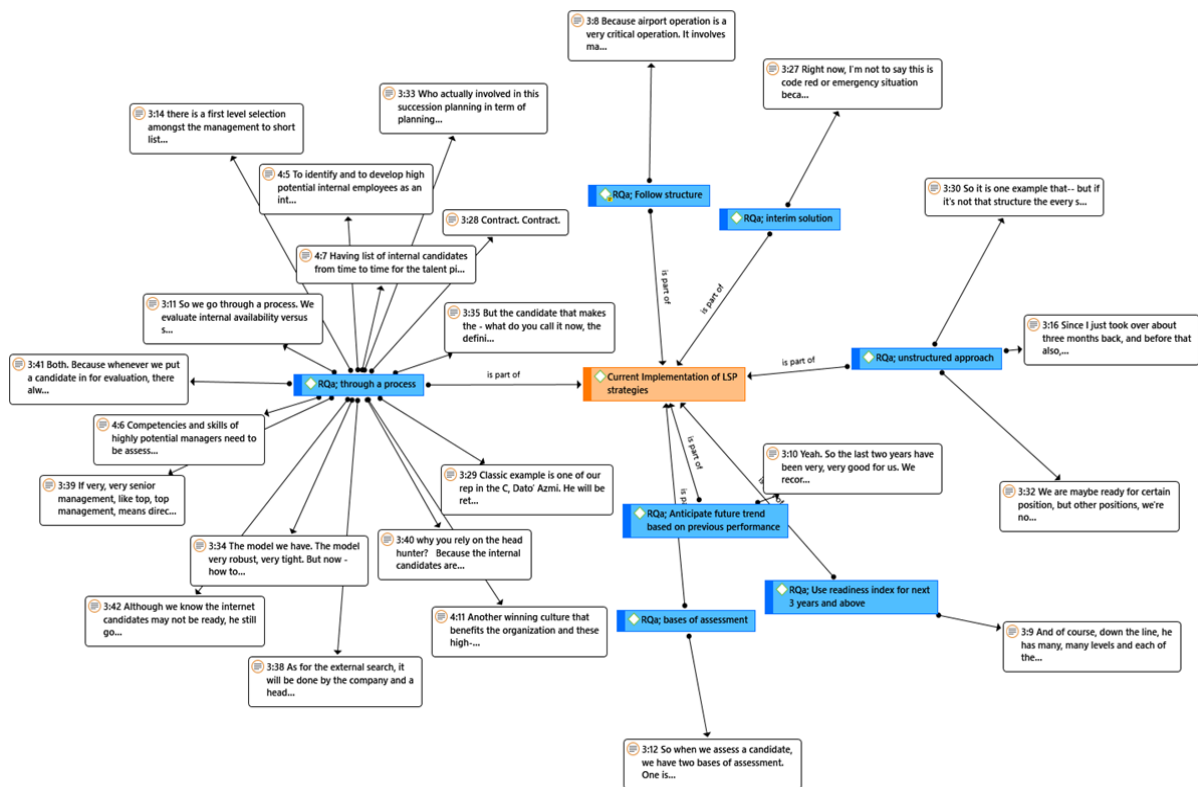 3:8 Because airport operation is a
very critical operation. It involves
ma...
3:27 Right now, I'm not to say this is
code red or emergency situation
beca...
3:33 Who actually involved in this
succession planning in term of
planning...
3:14 there is a first level selection
amongst the management to short
list...
4:5 To identify and to develop high
potential internal employees as an
int...
RQa; Follow structure
3:30 So it is one example that-- but if
it's not that structure the every s...
3:28 Contract. Contract.
RQa; interim solution
4:7 Having list of internal candidates
from time to time for the talent pi...
is part of
is part of
3:11 So we go through a process. We
evaluate internal availability versus
s...
3:35 But the candidate that makes
the - what do you call it now, the
defini...
3:16 Since I just took over about
three months back, and before that
also,...
3:41 Both. Because whenever we put
a candidate in for evaluation, there
alw...
RQa; through a process
is part of
Current Implementation of LSP
strategies
is part of
RQa; unstructured approach
4:6 Competencies and skills of
highly potential managers need to
be assess...
is part of
3:10 Yeah. So the last two years have
been very, very good for us. We
recor...
3:39 If very, very senior
management, like top, top
management, means direc...
3:29 Classic example is one of our
rep in the C, Dato' Azmi. He will be
ret...
3:32 We are maybe ready for certain
position, but other positions, we're
no...
RQa; Anticipate future trend
based on previous performance
3:34 The model we have. The model
very robust, very tight. But now -
how to...
3:40 why you rely on the head
hunter? Because the internal
candidates are...
RQa; Use readiness index for next
3 years and above
3:42 Although we know the internet
candidates may not be ready, he still
go...
4:11 Another winning culture that
benefits the organization and these
high-...
RQa; bases of assessment
3:9 And of course, down the line, he
has many, many levels and each of
the...
3:38 As for the external search, it
will be done by the company and a
head...
3:12 So when we assess a candidate,
we have two bases of assessment.
One is...